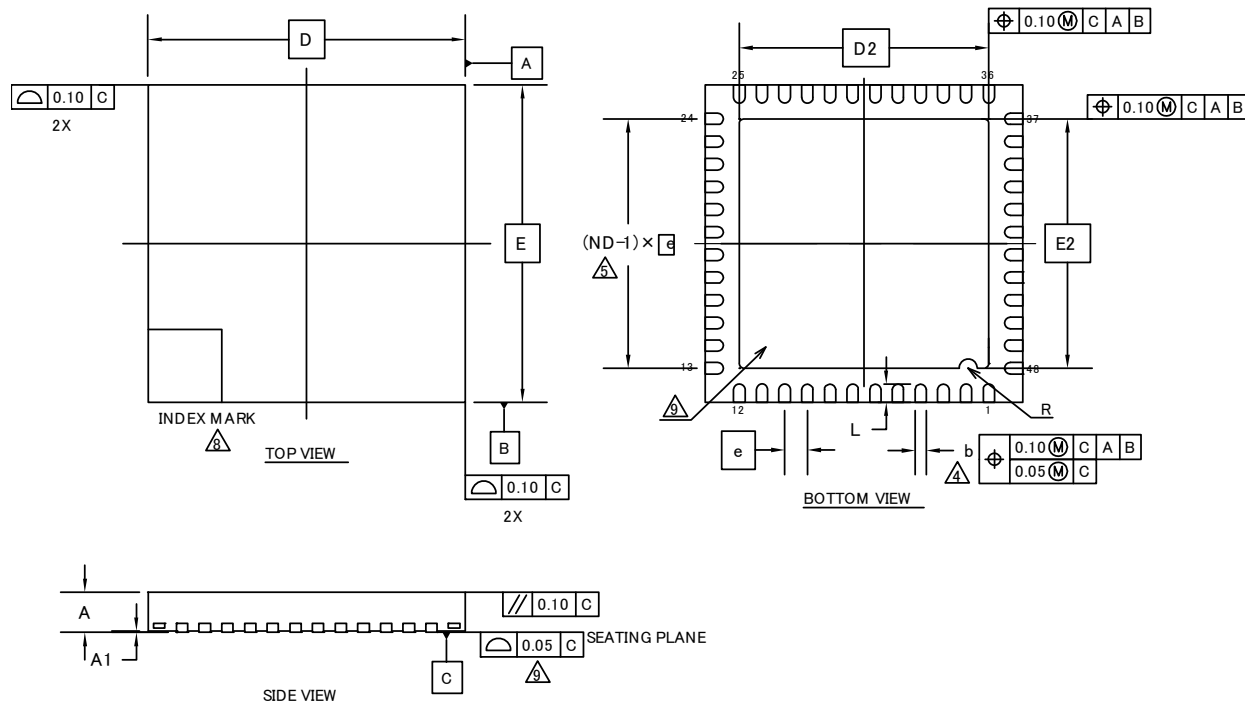 D
A
⌓ 0.10 C
2X
E
INDEX MARK
8
TOP VIEW
B
⌓ 0.10 C
2X
⌖ 0.10 Ⓜ C A B
D2
25
36
⌖ 0.10 Ⓜ C A B
24
37
(ND-1)× e
5
E2
13
48
9
12
1
R
L
e
b
4
⌖ 0.10 Ⓜ C A B
0.05 Ⓜ C
BOTTOM VIEW
A
// 0.10 C
A1
⌓ 0.05 C SEATING PLANE
9
C
SIDE VIEW